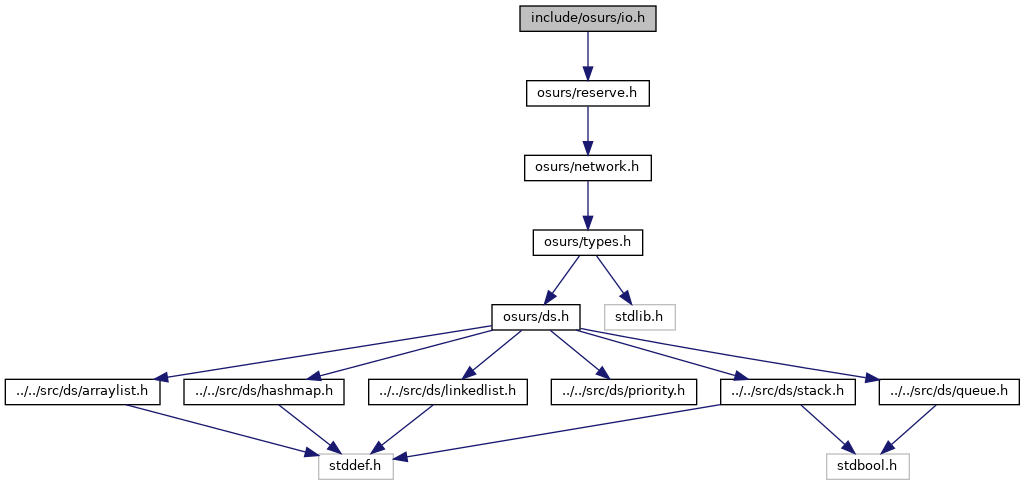 include/osurs/io.h
osurs/reserve.h
osurs/network.h
osurs/types.h
osurs/ds.h
stdlib.h
../../src/ds/arraylist.h
../../src/ds/hashmap.h
../../src/ds/linkedlist.h
../../src/ds/priority.h
../../src/ds/stack.h
../../src/ds/queue.h
stddef.h
stdbool.h